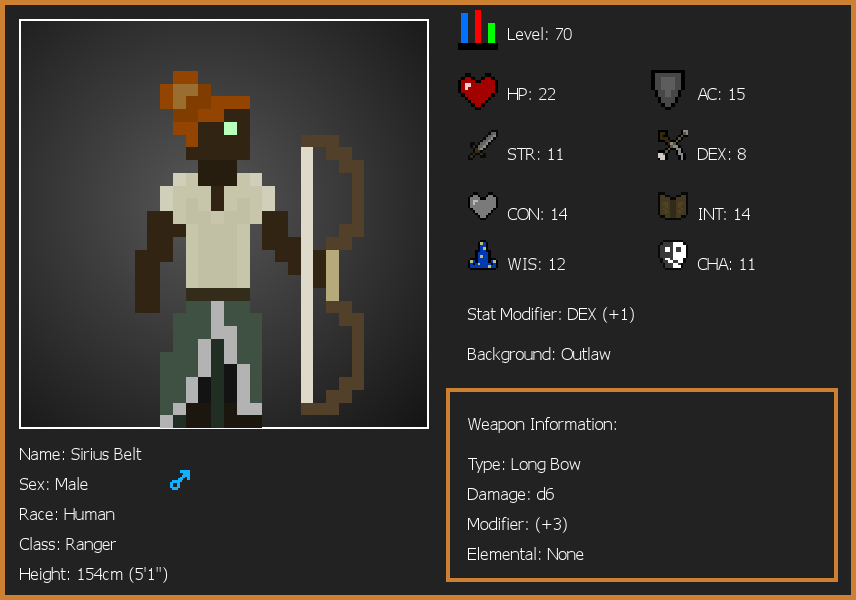 Level: 70
HP: 22
AC: 15
STR: 11
DEX: 8
CON: 14
INT: 14
WIS: 12
CHA: 11
Stat Modifier: DEX (+1)
Background: Outlaw
Weapon Information:
Type: Long Bow
Damage: d6
Modifier: (+3)
Elemental: None
Name: Sirius Belt
Sex: Male
Race: Human
Class: Ranger
Height: 154cm (5'1")